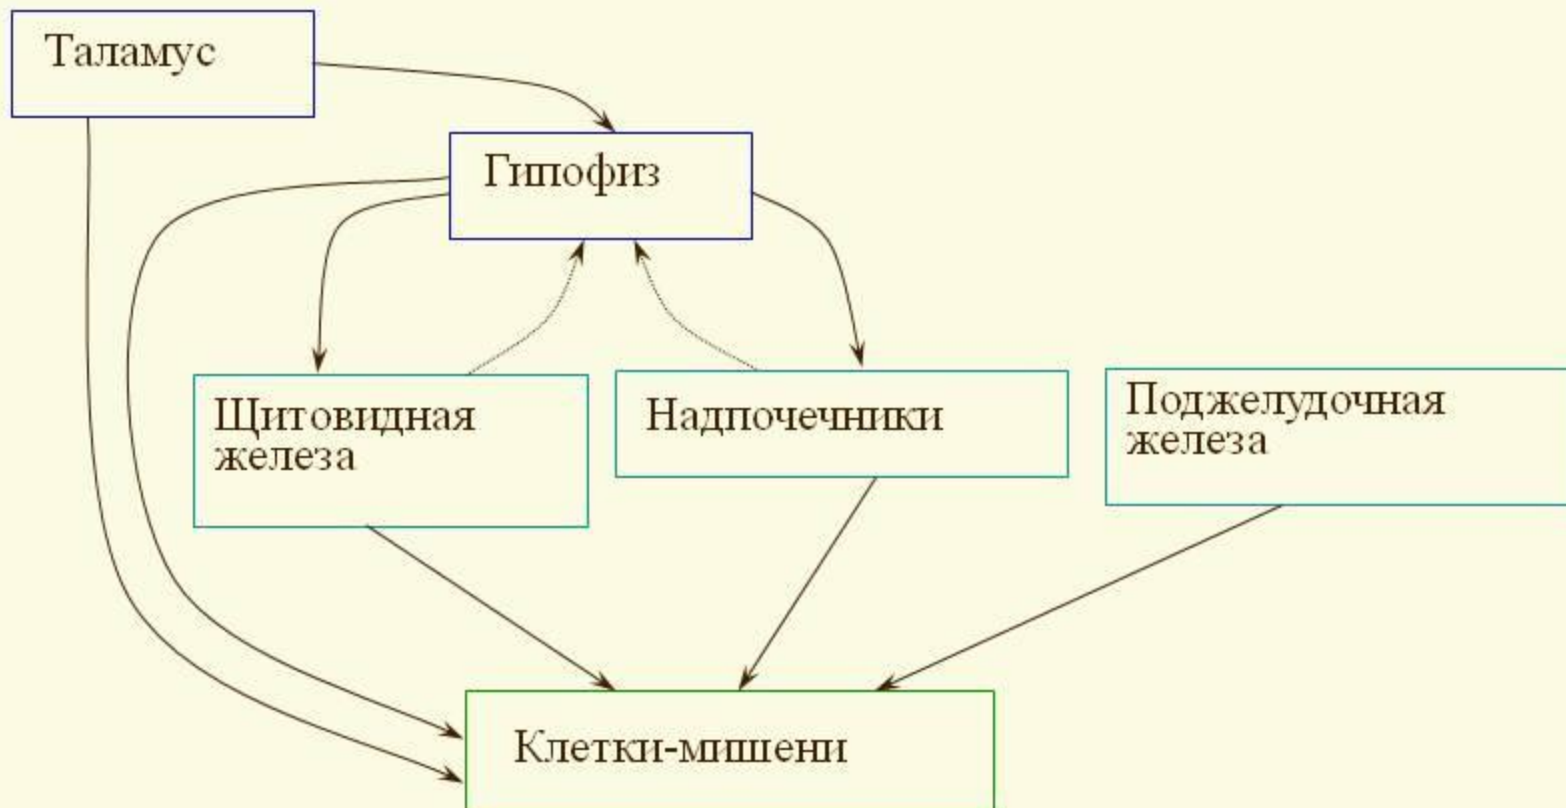 Таламус
Гипофиз
Щитовидная
железа
Надпочечники
Поджелудочная
железа
Клетки-мишени